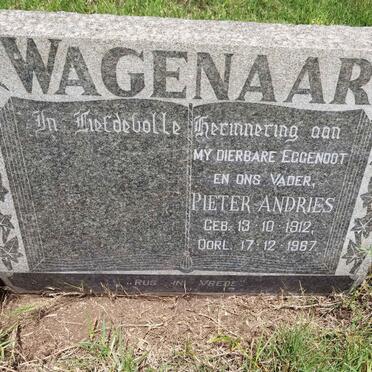 WAGENAAR
In Liefdevolle Herinnering aan
MY DIERBARE EGGENOOT
EN ONS VADER,
PIETER ANDRIES
GEB. 13·10·1912,
OORL. 17·12·1967.
„RUS IN VREDE"